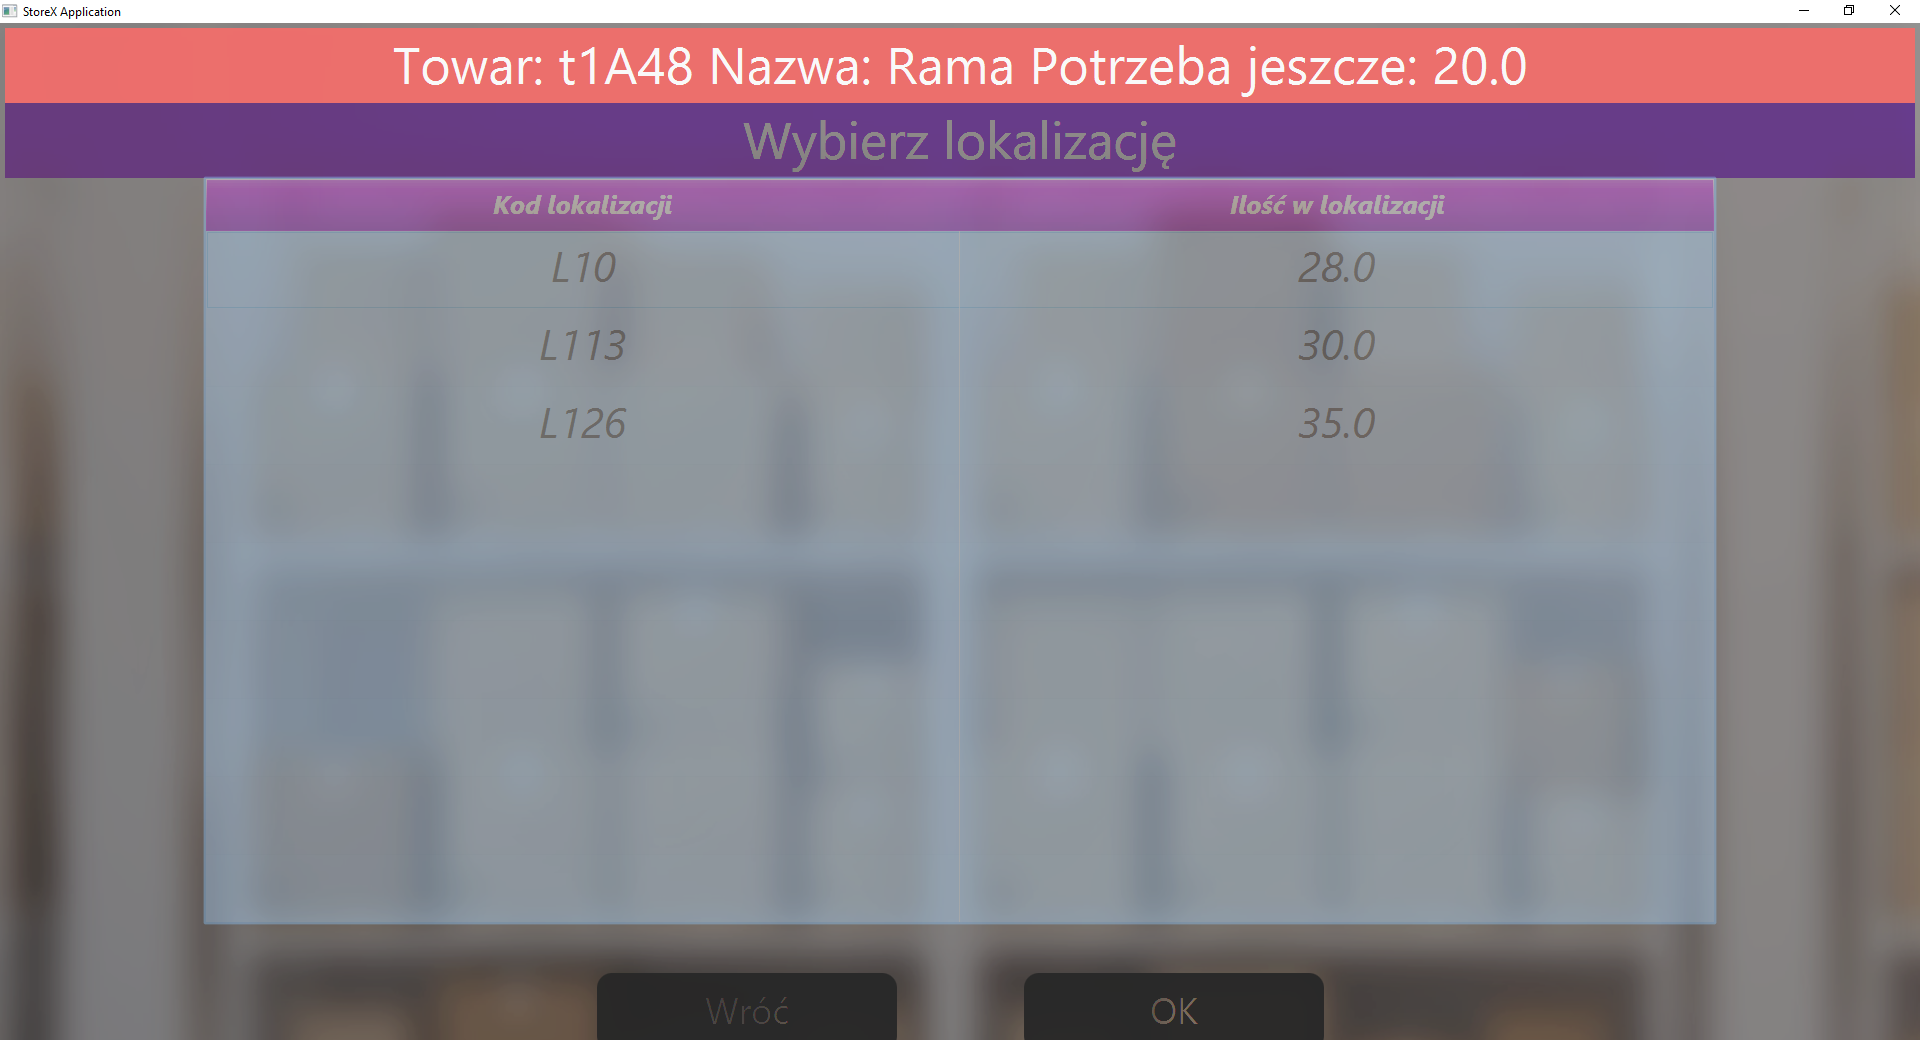 StoreX Application
Towar: t1A48 Nazwa: Rama Potrzeba jeszcze: 20.0
Wybierz lokalizację
Kod lokalizacji Ilość w lokalizacji
L10 28.0
L113 30.0
L126 35.0
Wróć OK